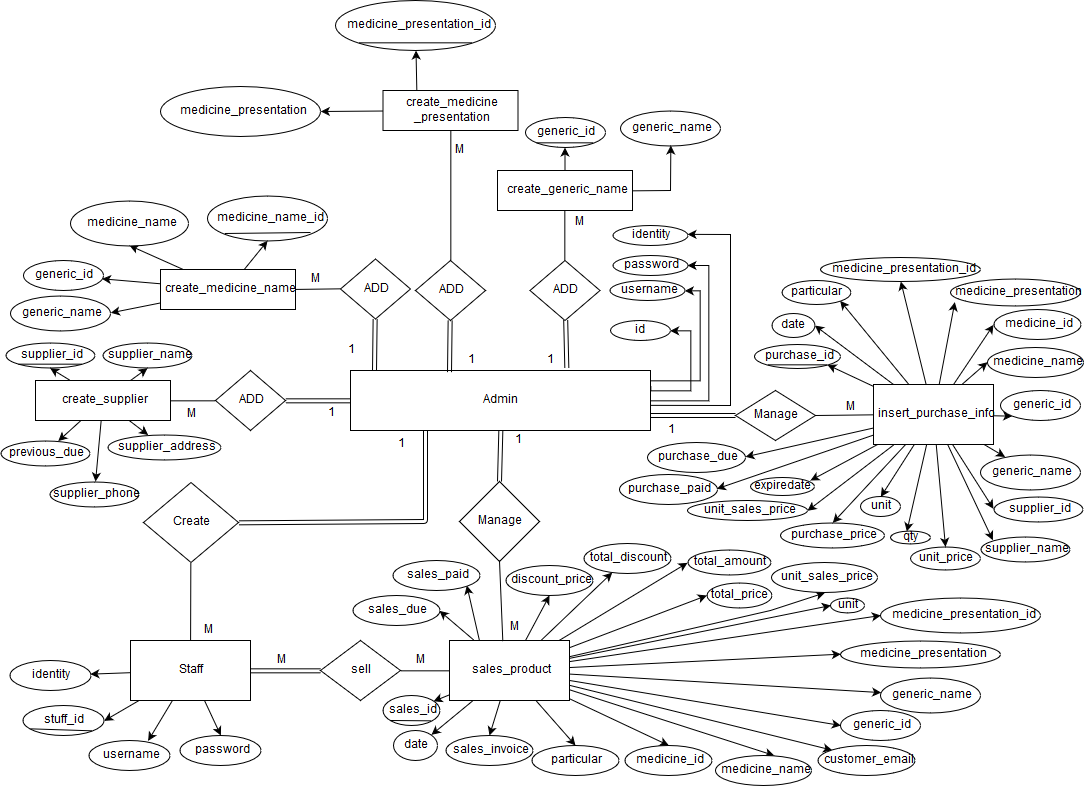 medicine_presentation_id
medicine_presentation
create_medicine
_presentation
M
generic_id
generic_name
create_generic_name
M
medicine_name
medicine_name_id
generic_id
generic_name
create_medicine_name
M
ADD
ADD
ADD
identity
password
username
id
1
1
1
supplier_id
supplier_name
create_supplier
M
ADD
1
previous_due
supplier_address
supplier_phone
Admin
1
1
1
Manage
M
medicine_presentation_id
particular
medicine_presentation
date
medicine_id
purchase_id
medicine_name
insert_purchase_info
generic_id
purchase_due
generic_name
purchase_paid
expiredate
unit_sales_price
unit
supplier_id
purchase_price
qty
unit_price
supplier_name
Create
Manage
M
M
total_discount
total_amount
sales_paid
discount_price
unit_sales_price
sales_due
total_price
unit
medicine_presentation_id
Staff
M
sell
M
sales_product
medicine_presentation
identity
generic_name
stuff_id
sales_id
generic_id
username
password
date
sales_invoice
particular
medicine_id
medicine_name
customer_email